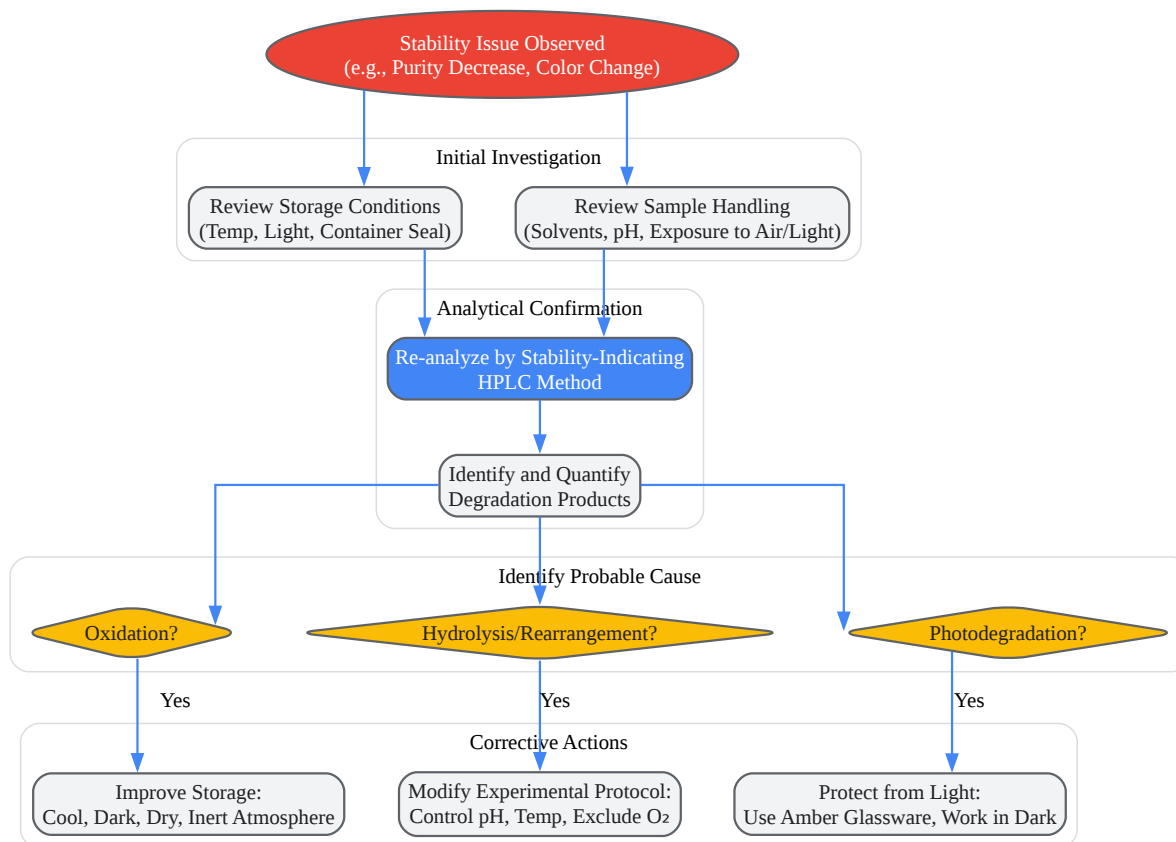 Stability Issue Observed
(e.g., Purity Decrease, Color Change)
Initial Investigation
Review Storage Conditions
(Temp, Light, Container Seal)
Review Sample Handling
(Solvents, pH, Exposure to Air/Light)
Analytical Confirmation
Re-analyze by Stability-Indicating
HPLC Method
Identify and Quantify
Degradation Products
Identify Probable Cause
Oxidation?
Hydrolysis/Rearrangement?
Photodegradation?
Yes
Yes
Yes
Corrective Actions
Improve Storage:
Cool, Dark, Dry, Inert Atmosphere
Modify Experimental Protocol:
Control pH, Temp, Exclude O₂
Protect from Light:
Use Amber Glassware, Work in Dark